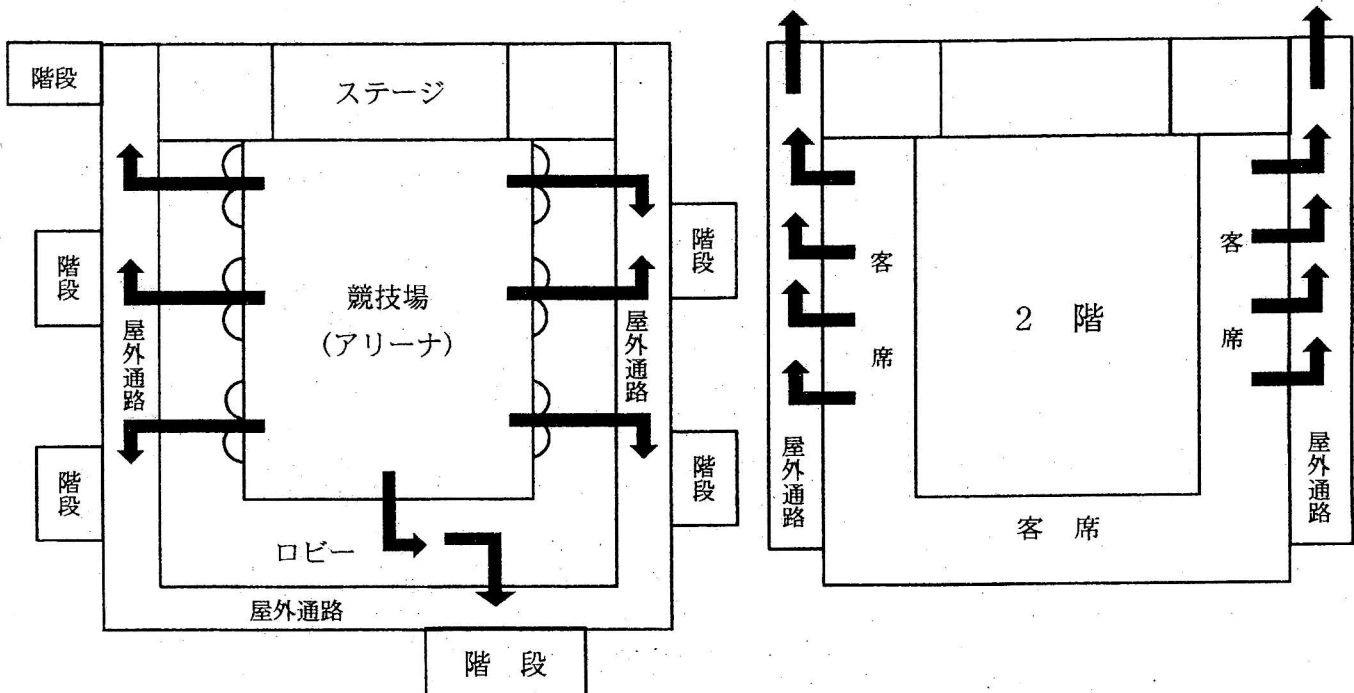 階段
ステージ
階段
階段
競技場
(アリーナ)
屋外通路
屋外通路
階段
階段
ロビー
屋外通路
階 段
客
席
2 階
客
席
屋外通路
屋外通路
客 席